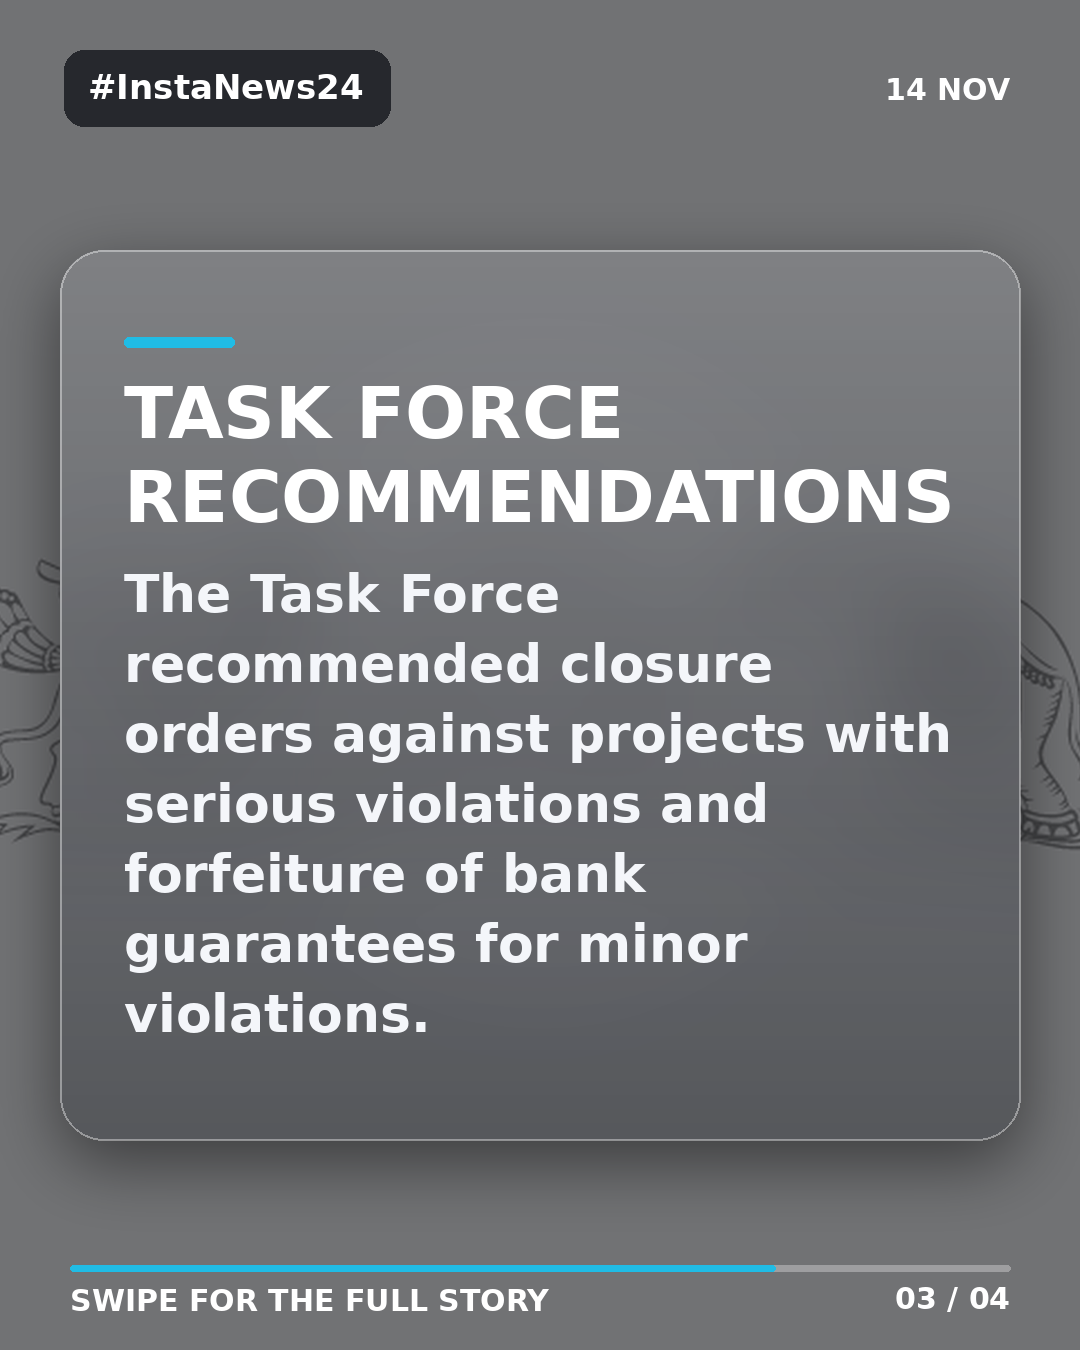 #InstaNews24
14 NOV
TASK FORCE
RECOMMENDATIONS
The Task Force
recommended closure
orders against projects with
serious violations and
forfeiture of bank
guarantees for minor
violations.
SWIPE FOR THE FULL STORY
03 / 04